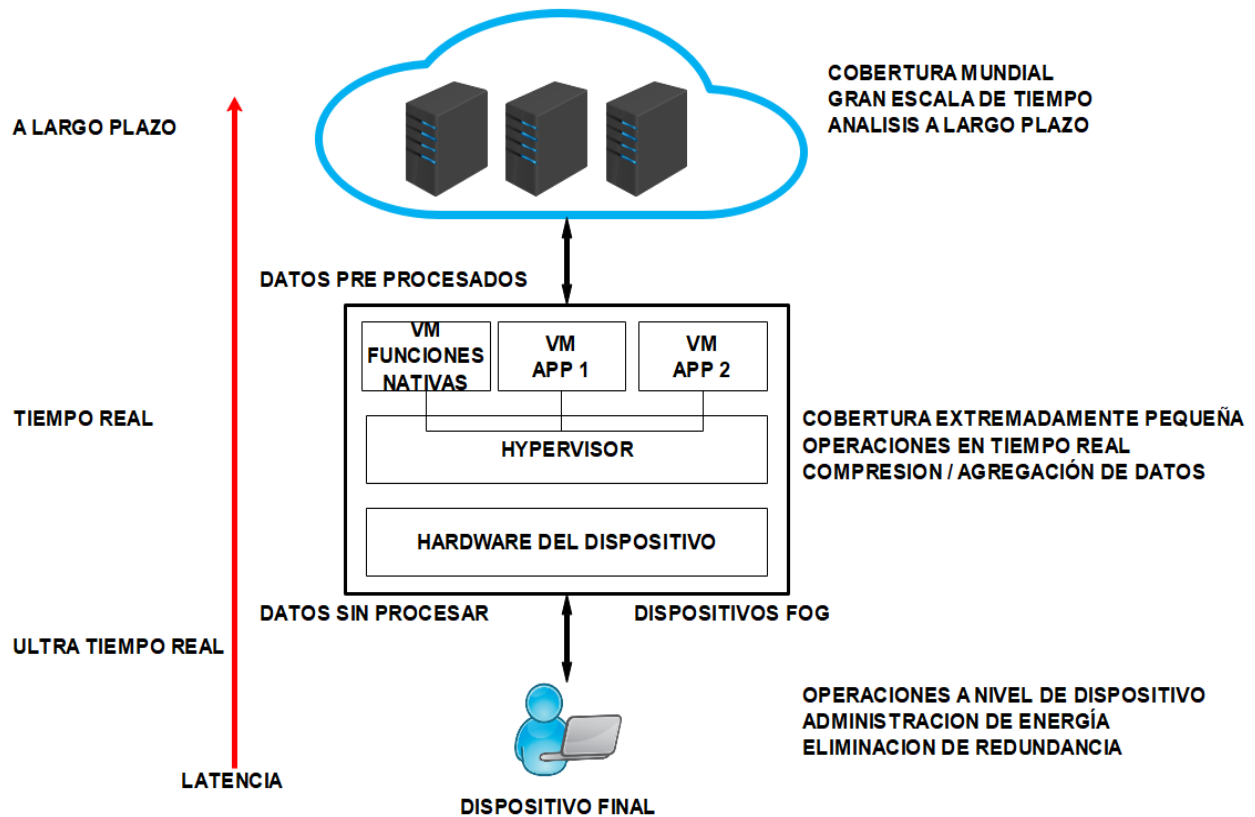 COBERTURA MUNDIAL
GRAN ESCALA DE TIEMPO
ANALISIS A LARGO PLAZO
A LARGO PLAZO
DATOS PRE PROCESADOS
VM
FUNCIONES
NATIVAS
VM
APP 1
VM
APP 2
TIEMPO REAL
HYPERVISOR
COBERTURA EXTREMADAMENTE PEQUEÑA
OPERACIONES EN TIEMPO REAL
COMPRESION / AGREGACIÓN DE DATOS
HARDWARE DEL DISPOSITIVO
DATOS SIN PROCESAR
DISPOSITIVOS FOG
ULTRA TIEMPO REAL
OPERACIONES A NIVEL DE DISPOSITIVO
ADMINISTRACION DE ENERGÍA
ELIMINACION DE REDUNDANCIA
LATENCIA
DISPOSITIVO FINAL